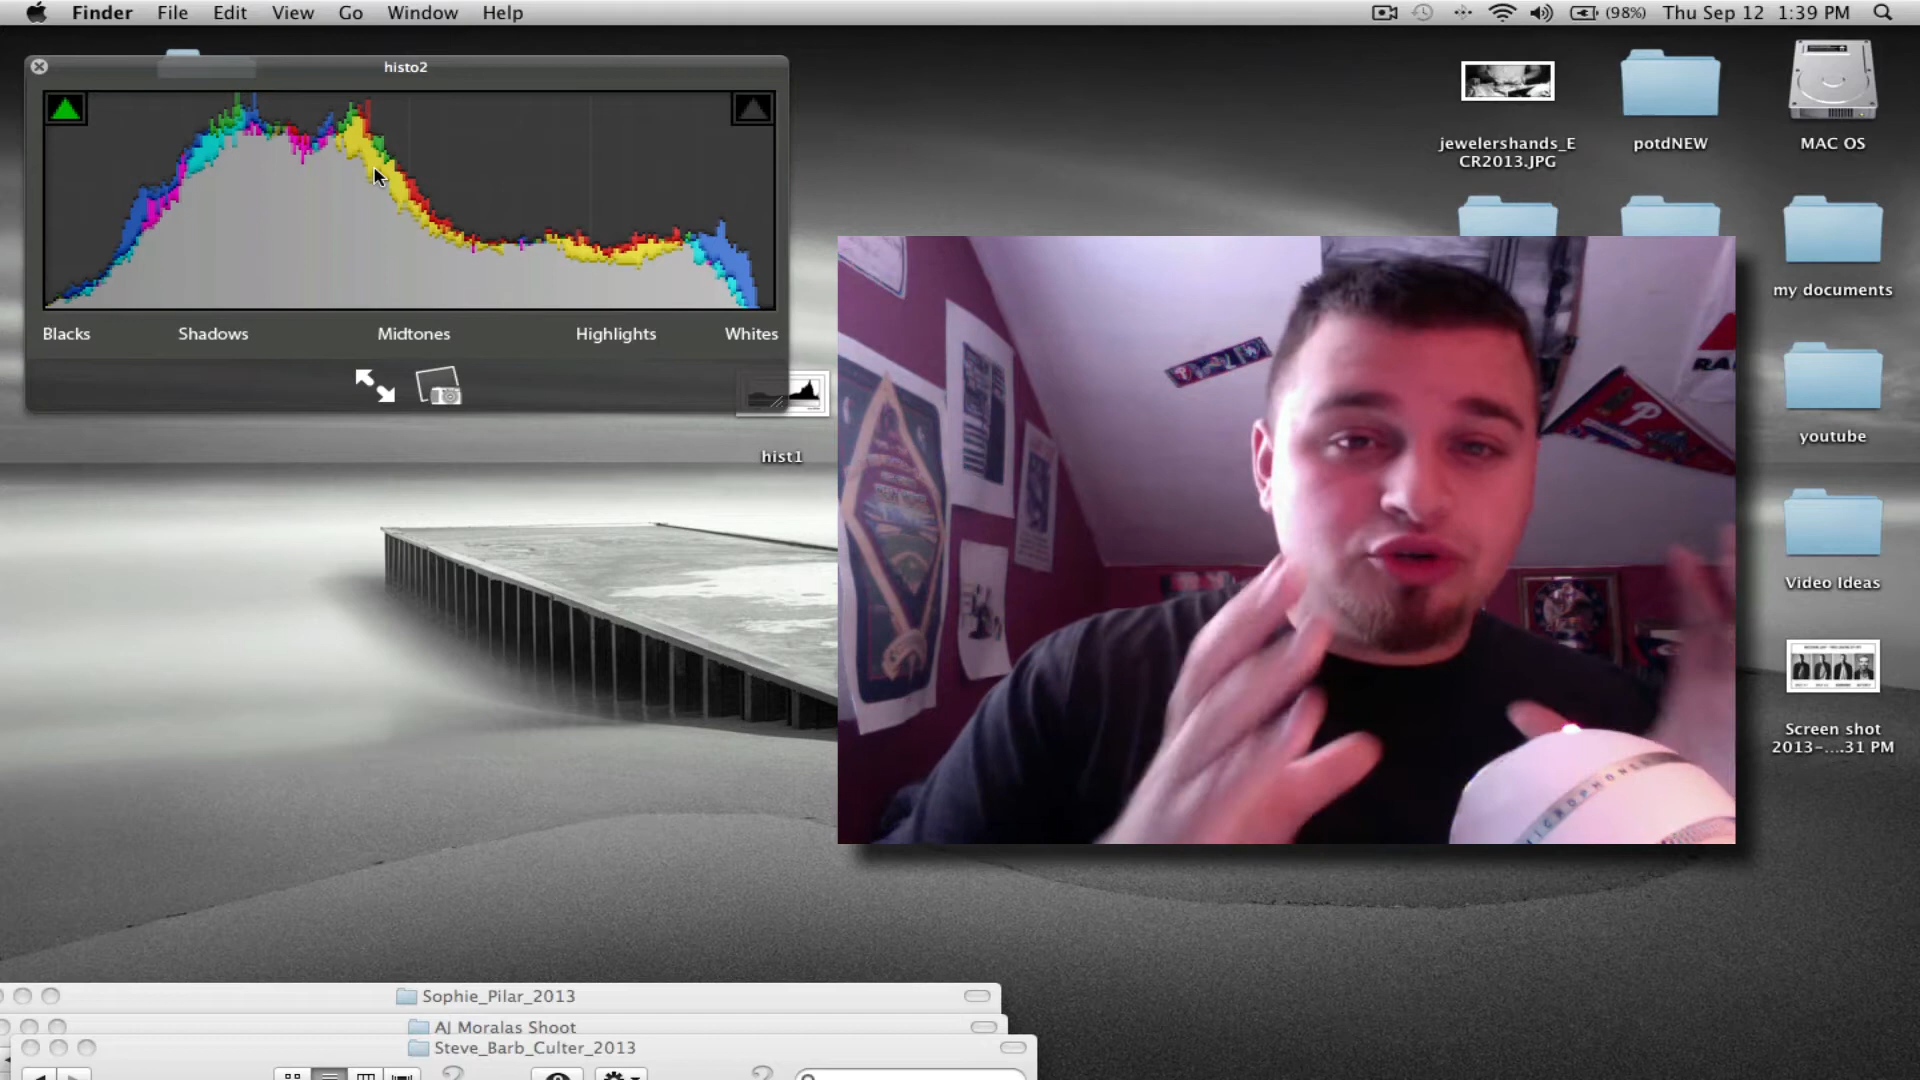 Finder File Edit View Go Window Help
(98%) Thu Sep 12 1:39 PM
histo2
Blacks Shadows Midtones Highlights Whites
hist1
jewelershands_E
CR2013.JPG
potdNEW
MAC OS
my documents
youtube
Video Ideas
Screen shot
2013-....31 PM
MICROPHONES
Sophie_Pilar_2013
AJ Moralas Shoot
Steve_Barb_Culter_2013